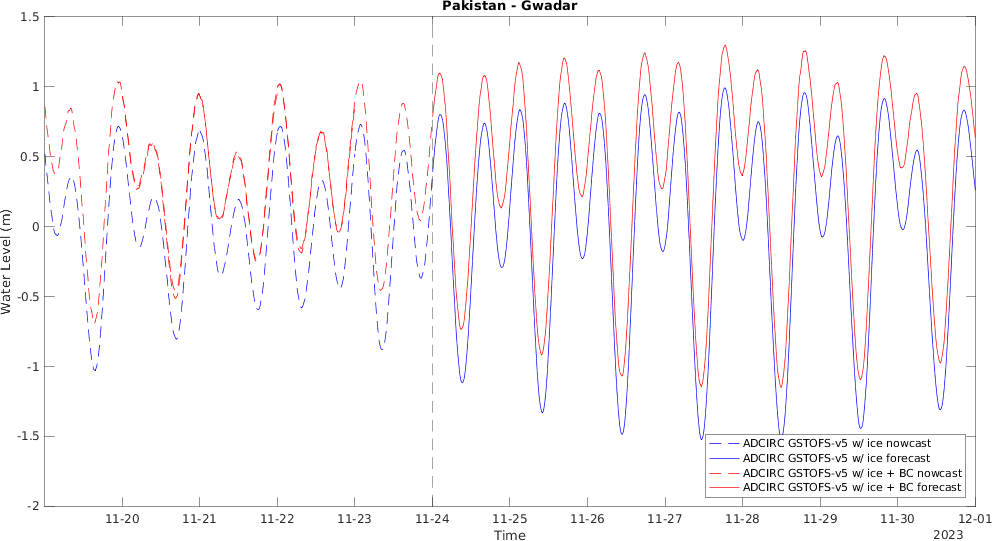 Pakistan - Gwadar
Water Level (m)
1.5
1
0.5
0
-0.5
-1
-1.5
-2
ADCIRC GSTOFS-v5 w/ ice nowcast
ADCIRC GSTOFS-v5 w/ ice forecast
ADCIRC GSTOFS-v5 w/ ice + BC nowcast
ADCIRC GSTOFS-v5 w/ ice + BC forecast
11-20 11-21 11-22 11-23 11-24 11-25 11-26 11-27 11-28 11-29 11-30 12-01
Time
2023